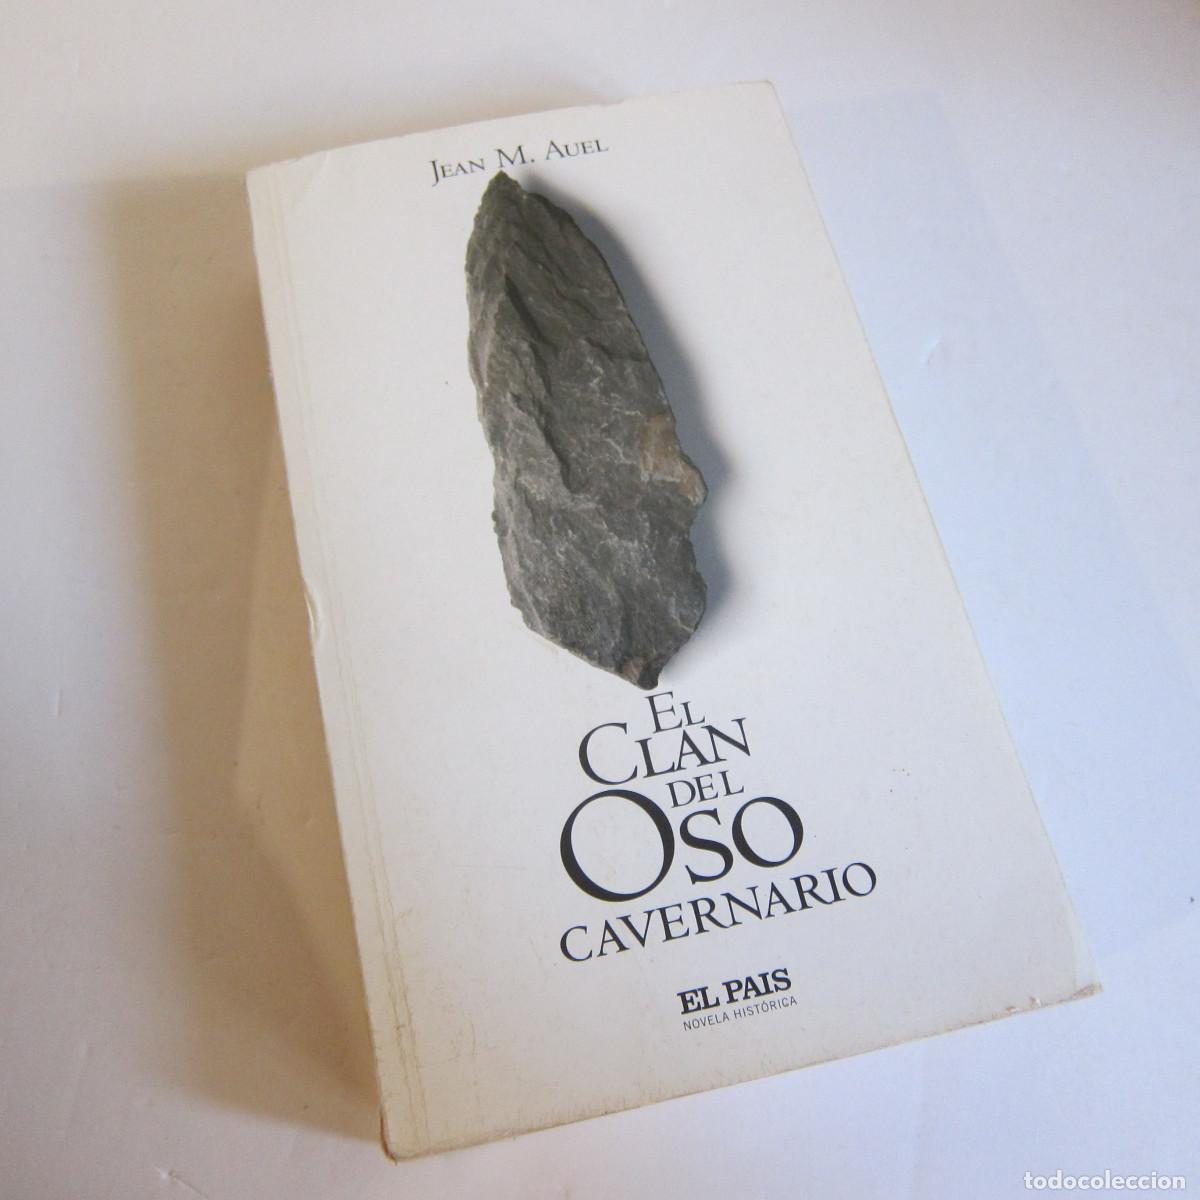 JEAN M. AUEL
EL
CLAN
DEL
OSO
CAVERNARIO
EL PAIS
NOVELA HISTÓRICA
todocoleccion